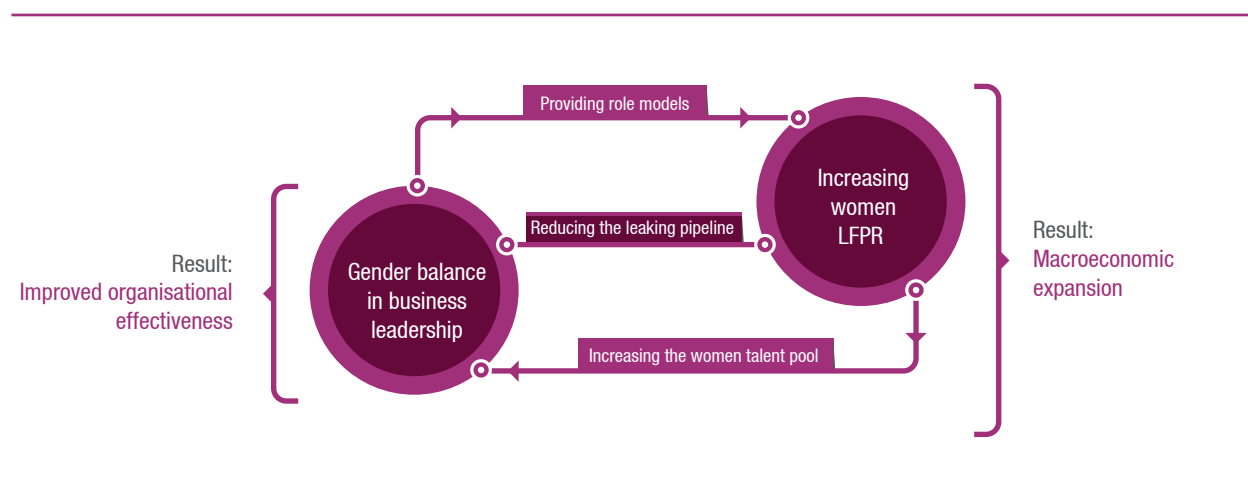 Providing role models
Increasing
women
LFPR
Reducing the leaking pipeline
Result:
Macroeconomic
expansion
Result:
Improved organisational
effectiveness
Gender balance
in business
leadership
Increasing the women talent pool